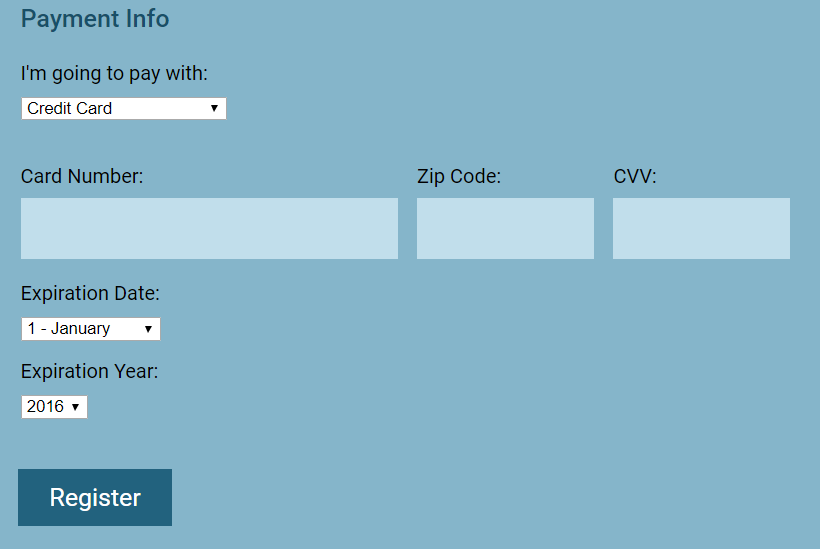 Payment Info
I'm going to pay with:
Credit Card
Card Number: Zip Code: CVV:
Expiration Date:
1 - January
Expiration Year:
2016
Register